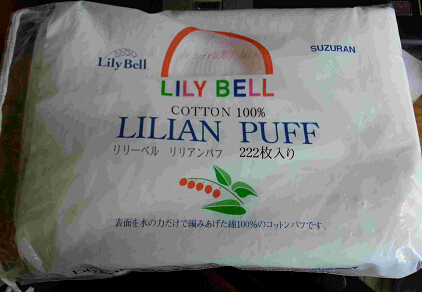 SUZURAN
Lily Bell
LILY BELL
COTTON 100%
LILIAN PUFF
リリーベル リリアンパフ 222枚入り
表面を水の力だけで編みあげた綿100%のコットンパフです。